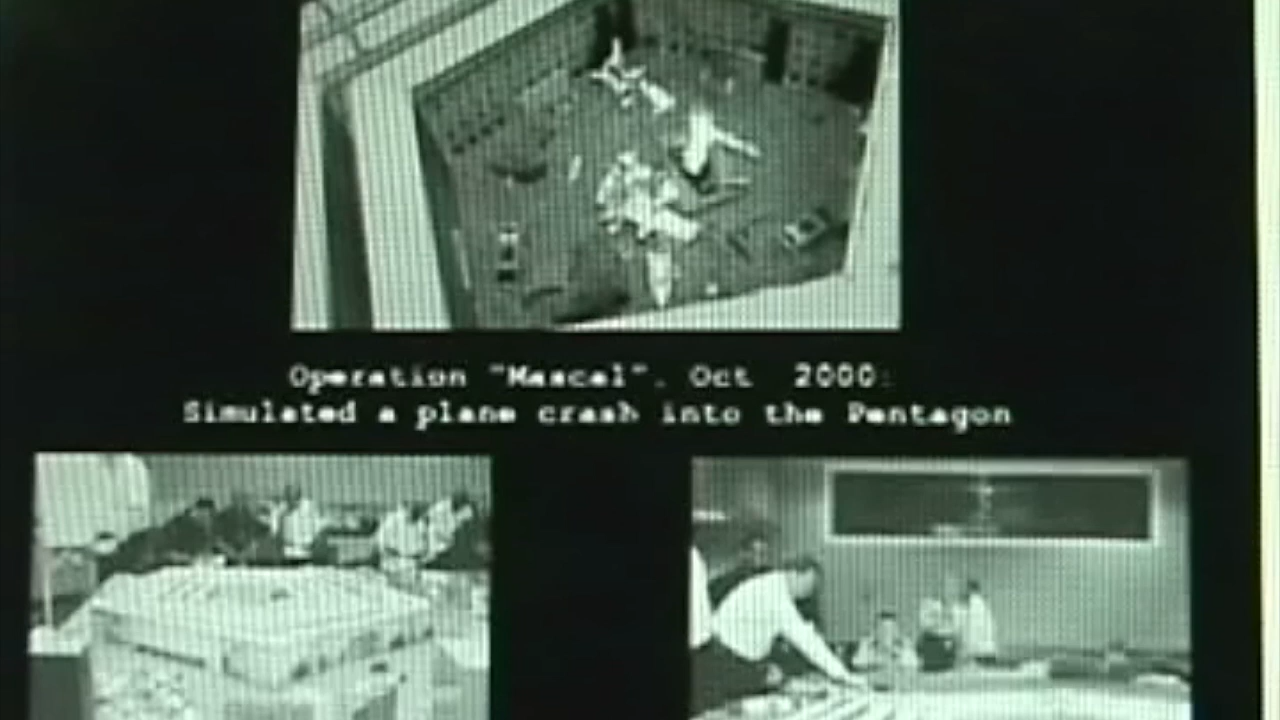 Operation "Mascal". Oct 2000:
Simulated a plane crash into the Pentagon